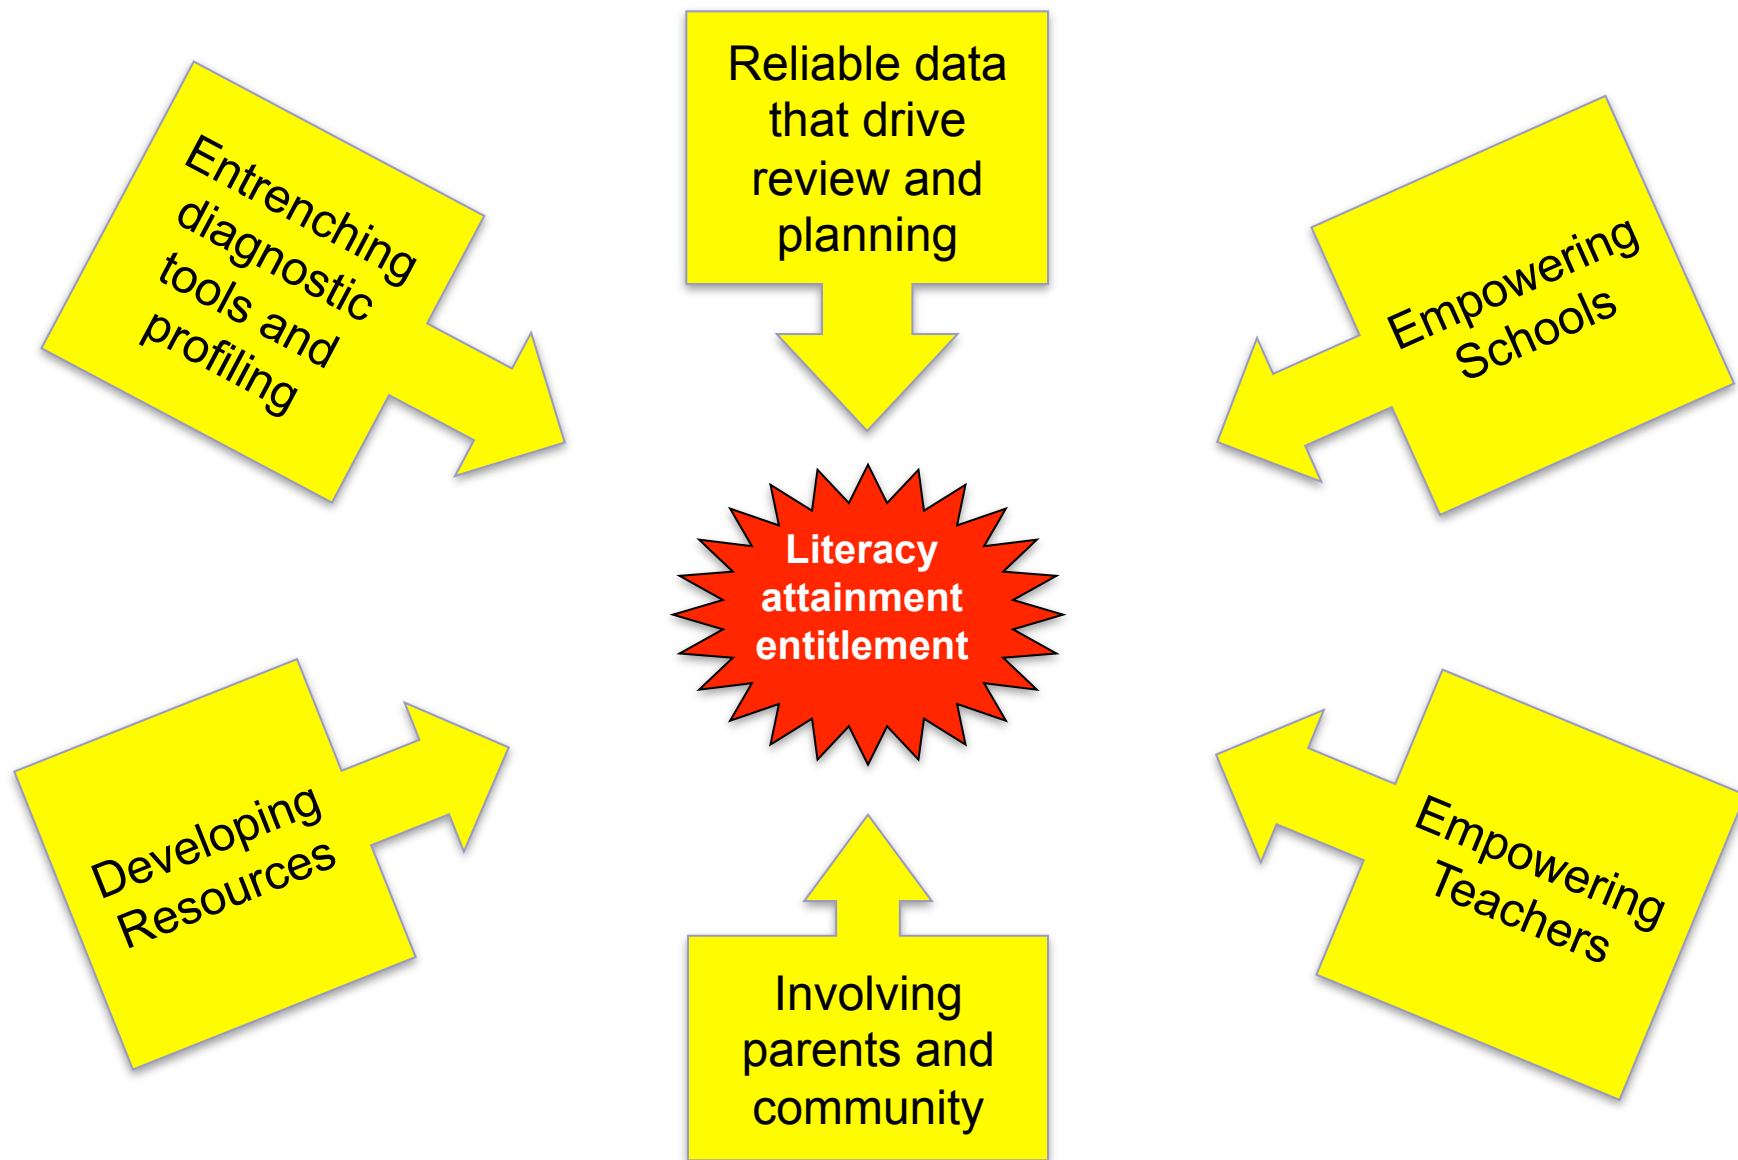 Reliable data
that drive
review and
planning
Entrenching
diagnostic
tools and
profiling
Empowering
Schools
Literacy
attainment
entitlement
Developing
Resources
Empowering
Teachers
Involving
parents and
community